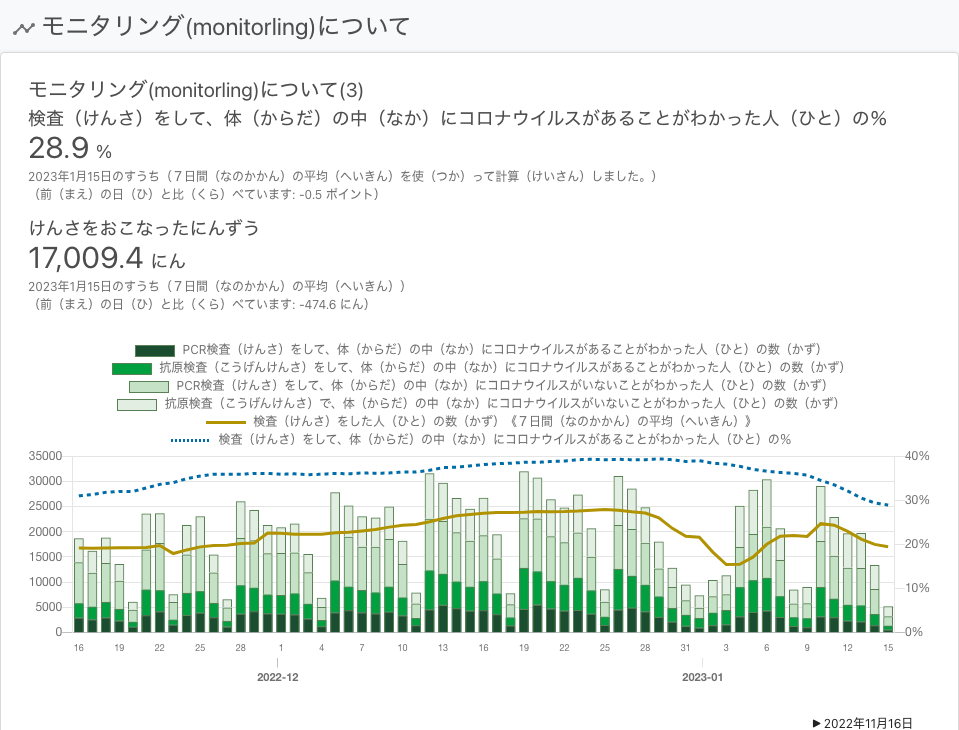 モニタリング(monitorling)について
モニタリング(monitorling)について(3)
検査（けんさ）をして、体（からだ）の中（なか）にコロナウイルスがあることがわかった人（ひと）の％
28.9 %
2023年1月15日のすうち（７日間（なのかかん）の平均（へいきん）を使（つか）って計算（けいさん）しました。）
（前（まえ）の日（ひ）と比（くら）べています: -0.5 ポイント）
けんさをおこなったにんずう
17,009.4 にん
2023年1月15日のすうち（７日間（なのかかん）の平均（へいきん））
（前（まえ）の日（ひ）と比（くら）べています: -474.6 にん）
PCR検査（けんさ）をして、体（からだ）の中（なか）にコロナウイルスがあることがわかった人（ひと）の数（かず）
抗原検査（こうげんけんさ）をして、体（からだ）の中（なか）にコロナウイルスがあることがわかった人（ひと）の数（かず）
PCR検査（けんさ）をして、体（からだ）の中（なか）にコロナウイルスがいないことがわかった人（ひと）の数（かず）
抗原検査（こうげんけんさ）で、体（からだ）の中（なか）にコロナウイルスがいないことがわかった人（ひと）の数（かず）
検査（けんさ）をした人（ひと）の数（かず）《７日間（なのかかん）の平均（へいきん）》
検査（けんさ）をして、体（からだ）の中（なか）にコロナウイルスがあることがわかった人（ひと）の％
35000 40%
30000
25000 30%
20000
15000 20%
10000 10%
5000
0 0%
16 19 22 25 28 1 4 7 10 13 16 19 22 25 28 31 3 6 9 12 15
2022-12 2023-01
▶ 2022年11月16日